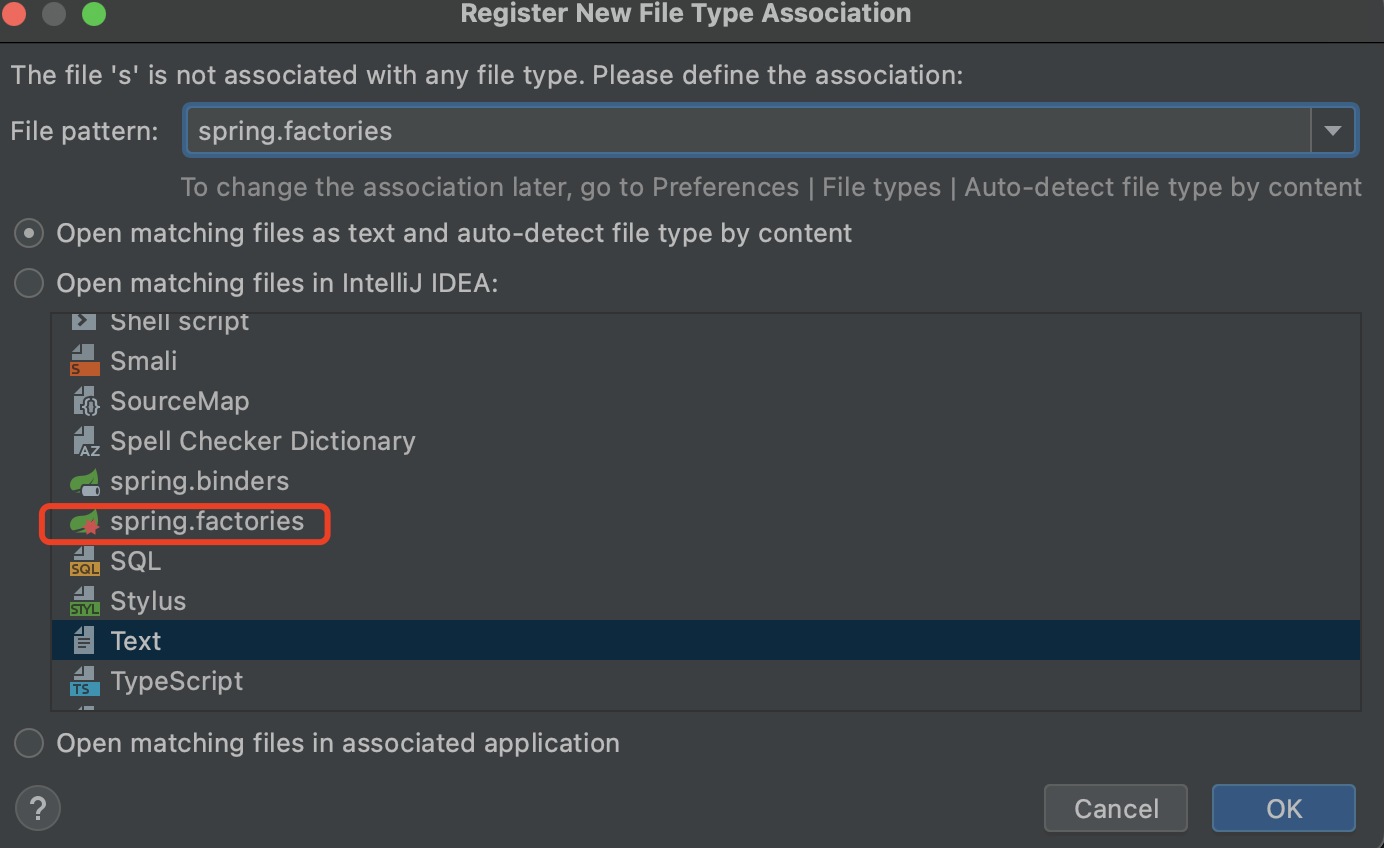 Register New File Type Association
The file 's' is not associated with any file type. Please define the association:
File pattern: spring.factories
To change the association later, go to Preferences | File types | Auto-detect file type by content
Open matching files as text and auto-detect file type by content
Open matching files in IntelliJ IDEA:
Shell script
S Smali
{} SourceMap
AZ Spell Checker Dictionary
spring.binders
spring.factories
SQL SQL
STYL Stylus
Text
TS TypeScript
Open matching files in associated application
? Cancel OK